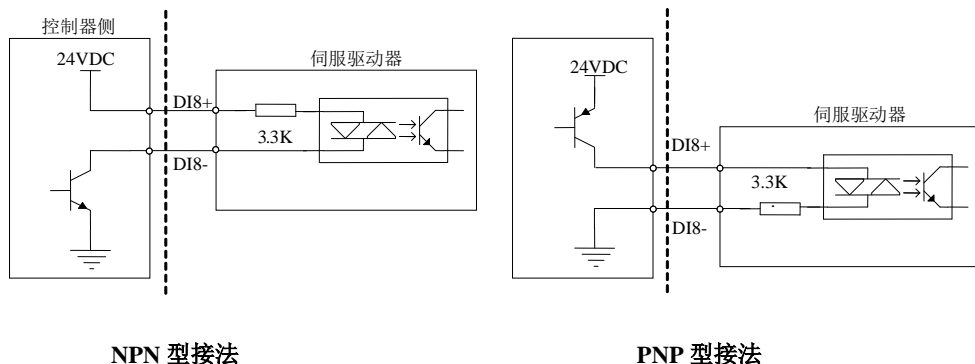 控制器侧
24VDC
伺服驱动器
DI8+
3.3K
DI8-
NPN 型接法
24VDC
伺服驱动器
DI8+
3.3K
DI8-
PNP 型接法